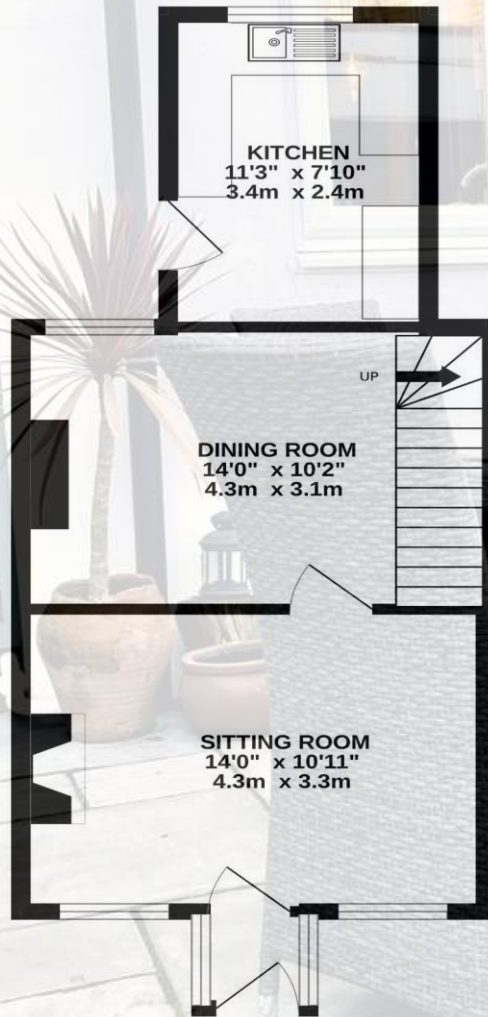 KITCHEN
11'3" x 7'10"
3.4m x 2.4m
UP
DINING ROOM
14'0" x 10'2"
4.3m x 3.1m
SITTING ROOM
14'0" x 10'11"
4.3m x 3.3m